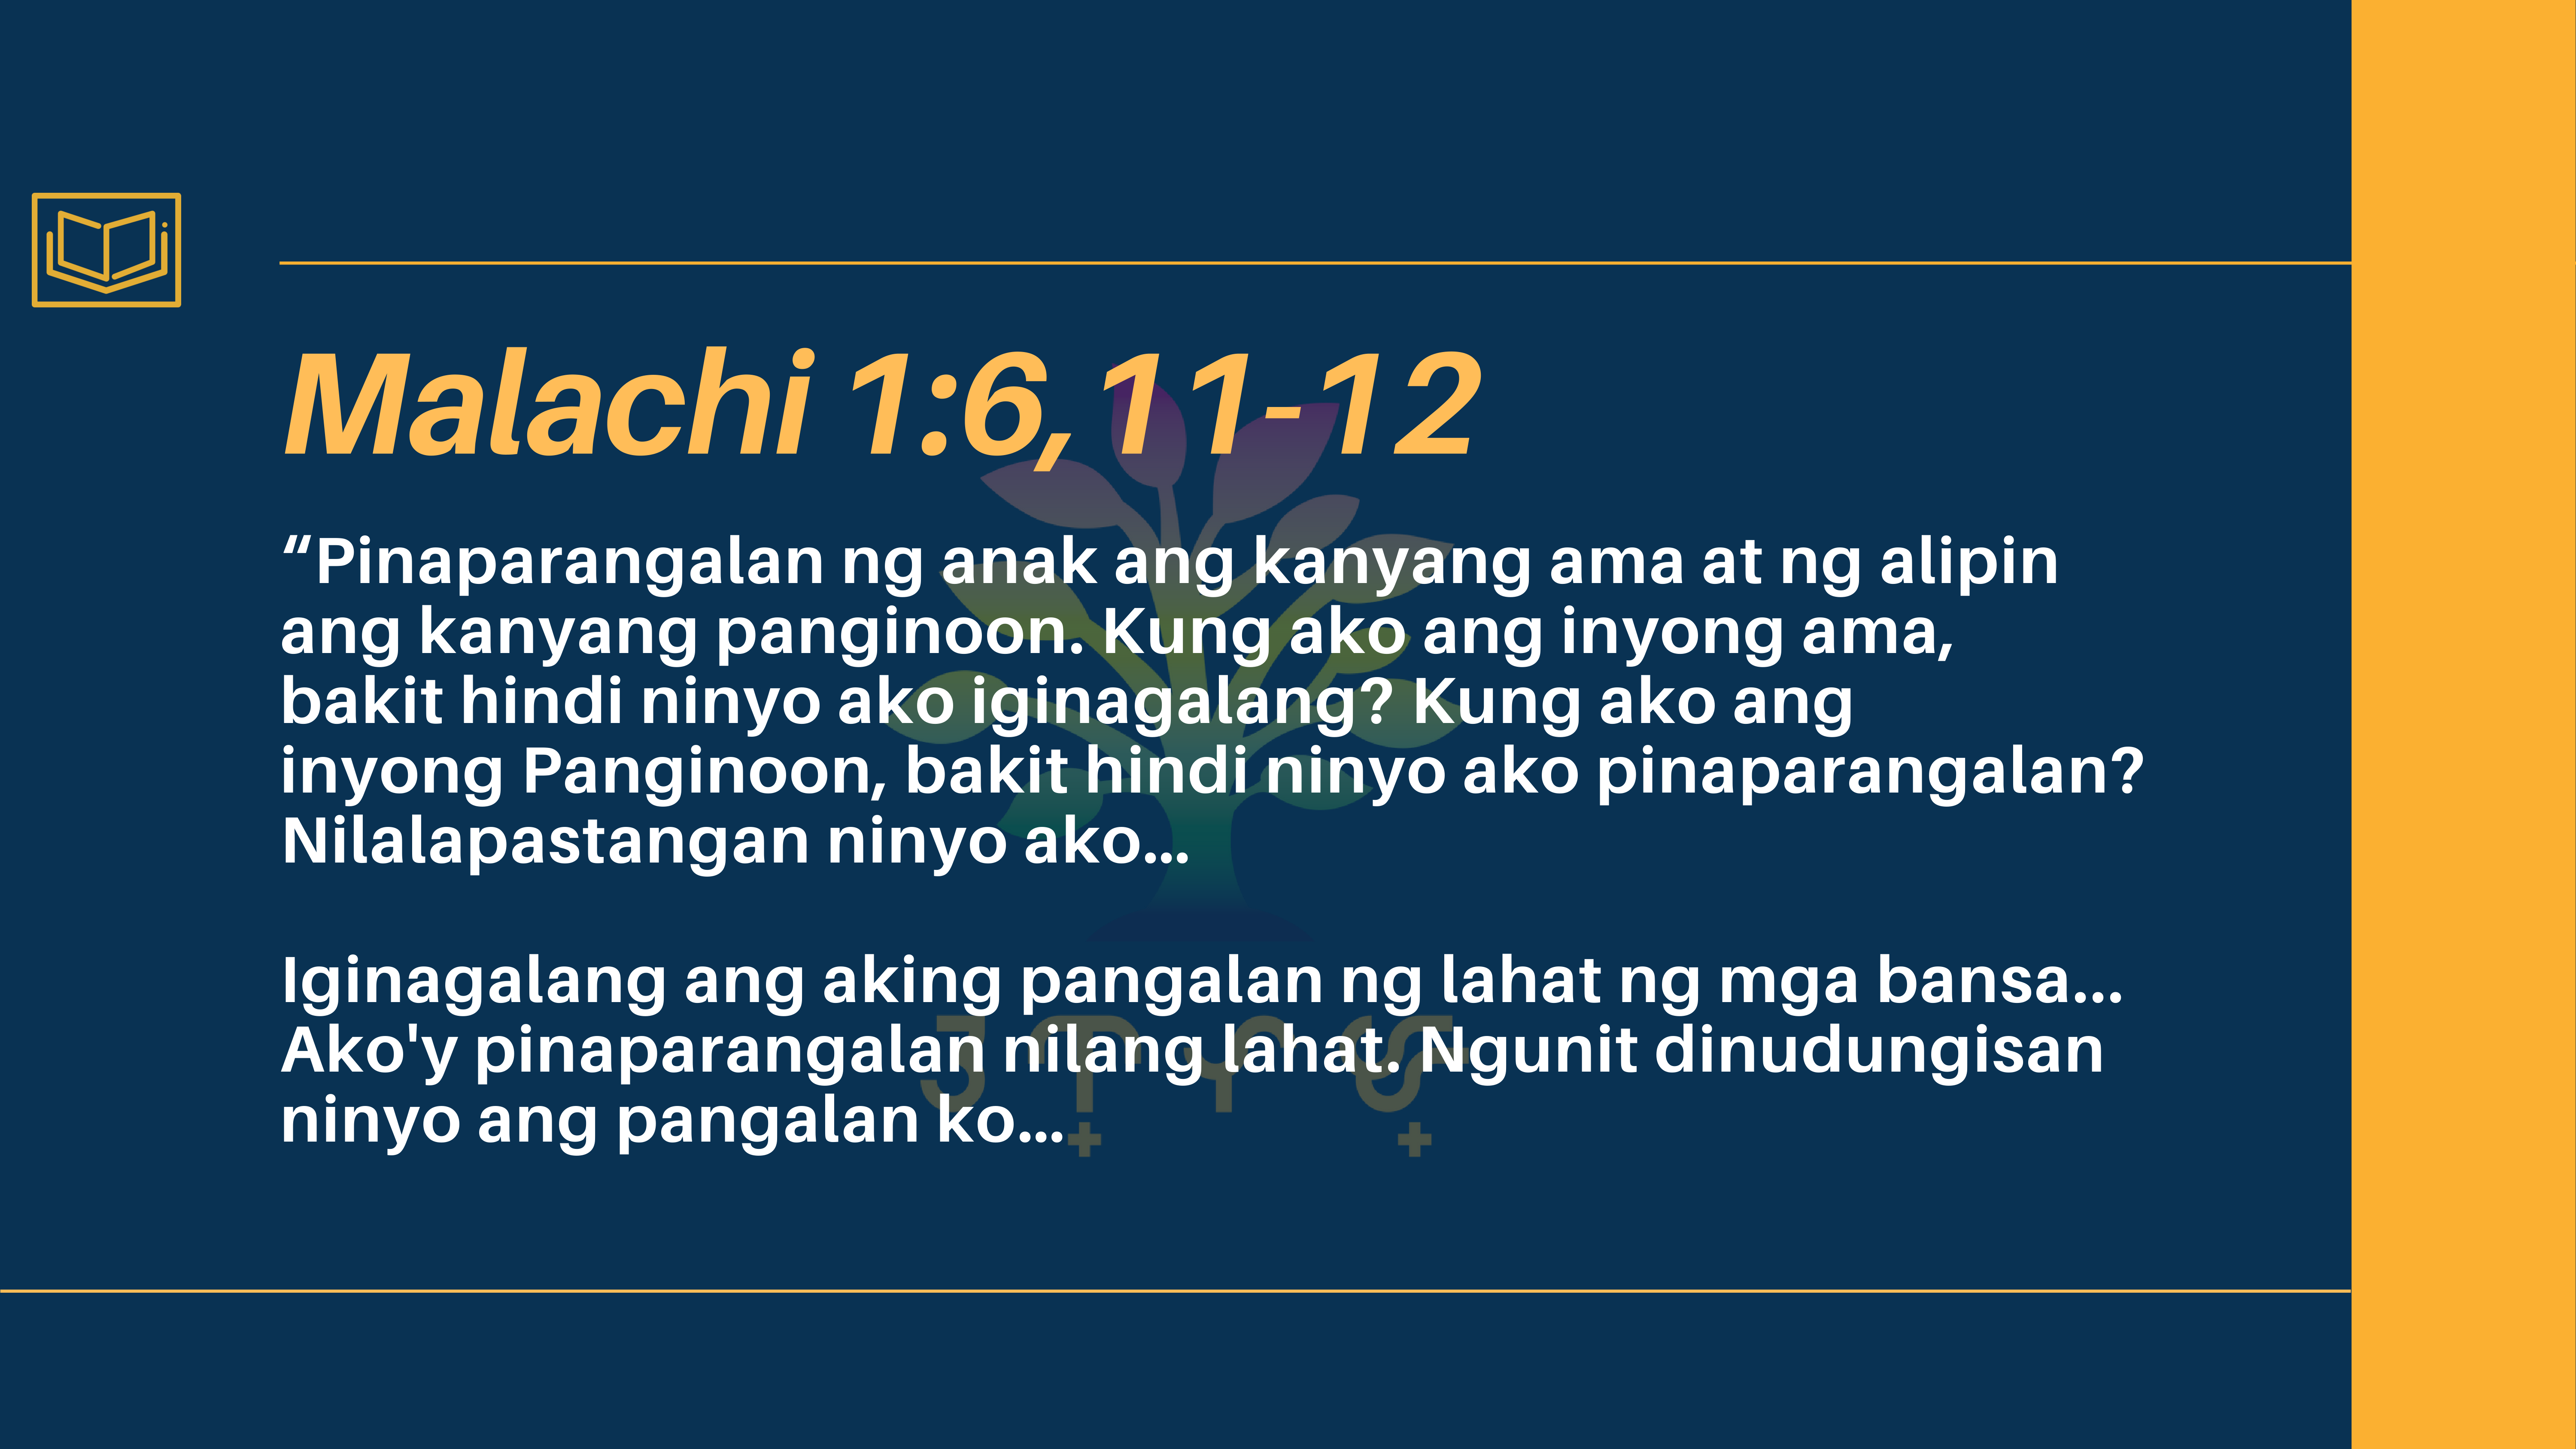 Malachi 1:6,11-12
“Pinaparangalan ng anak ang kanyang ama at ng alipin
ang kanyang panginoon. Kung ako ang inyong ama,
bakit hindi ninyo ako iginagalang? Kung ako ang
inyong Panginoon, bakit hindi ninyo ako pinaparangalan?
Nilalapastangan ninyo ako...
Iginagalang ang aking pangalan ng lahat ng mga bansa...
Ako'y pinaparangalan nilang lahat. Ngunit dinudungisan
ninyo ang pangalan ko...